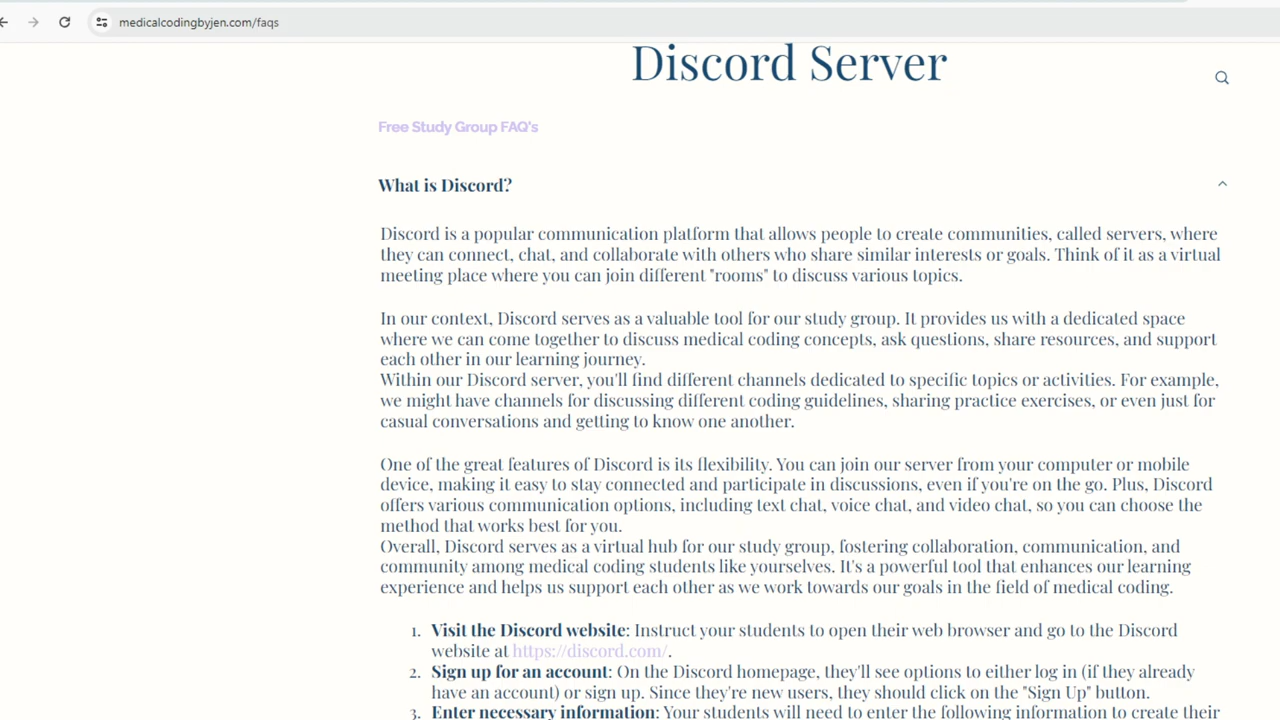 medicalcodingbyjen.com/faqs
Discord Server
Free Study Group FAQ's
What is Discord?
Discord is a popular communication platform that allows people to create communities, called servers, where
they can connect, chat, and collaborate with others who share similar interests or goals. Think of it as a virtual
meeting place where you can join different "rooms" to discuss various topics.
In our context, Discord serves as a valuable tool for our study group. It provides us with a dedicated space
where we can come together to discuss medical coding concepts, ask questions, share resources, and support
each other in our learning journey.
Within our Discord server, you'll find different channels dedicated to specific topics or activities. For example,
we might have channels for discussing different coding guidelines, sharing practice exercises, or even just for
casual conversations and getting to know one another.
One of the great features of Discord is its flexibility. You can join our server from your computer or mobile
device, making it easy to stay connected and participate in discussions, even if you're on the go. Plus, Discord
offers various communication options, including text chat, voice chat, and video chat, so you can choose the
method that works best for you.
Overall, Discord serves as a virtual hub for our study group, fostering collaboration, communication, and
community among medical coding students like yourselves. It's a powerful tool that enhances our learning
experience and helps us support each other as we work towards our goals in the field of medical coding.
1. Visit the Discord website: Instruct your students to open their web browser and go to the Discord
website at https://discord.com/.
2. Sign up for an account: On the Discord homepage, they'll see options to either log in (if they already
have an account) or sign up. Since they're new users, they should click on the "Sign Up" button.
3. Enter necessary information: Your students will need to enter the following information to create their